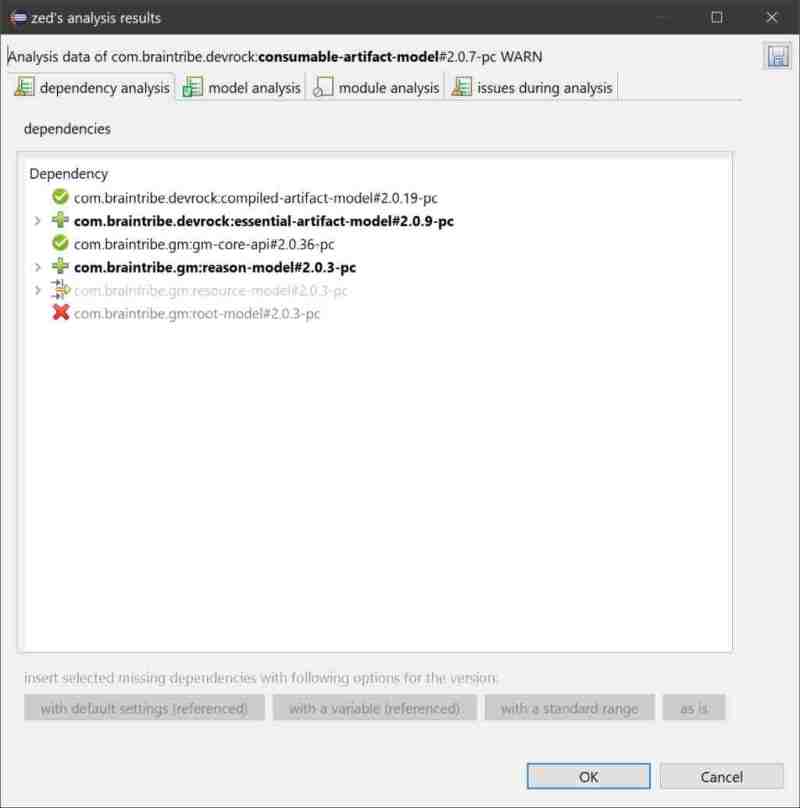 zed's analysis results
Analysis data of com.braintribe.devrock:consumable-artifact-model#2.0.7-pc WARN
dependency analysis model analysis module analysis issues during analysis
dependencies
Dependency
com.braintribe.devrock:compiled-artifact-model#2.0.19-pc
com.braintribe.devrock:essential-artifact-model#2.0.9-pc
com.braintribe.gm:gm-core-api#2.0.36-pc
com.braintribe.gm:reason-model#2.0.3-pc
com.braintribe.gm:resource-model#2.0.3-pc
com.braintribe.gm:root-model#2.0.3-pc
insert selected missing dependencies with following options for the version:
with default settings (referenced) with a variable (referenced) with a standard range as is
OK Cancel